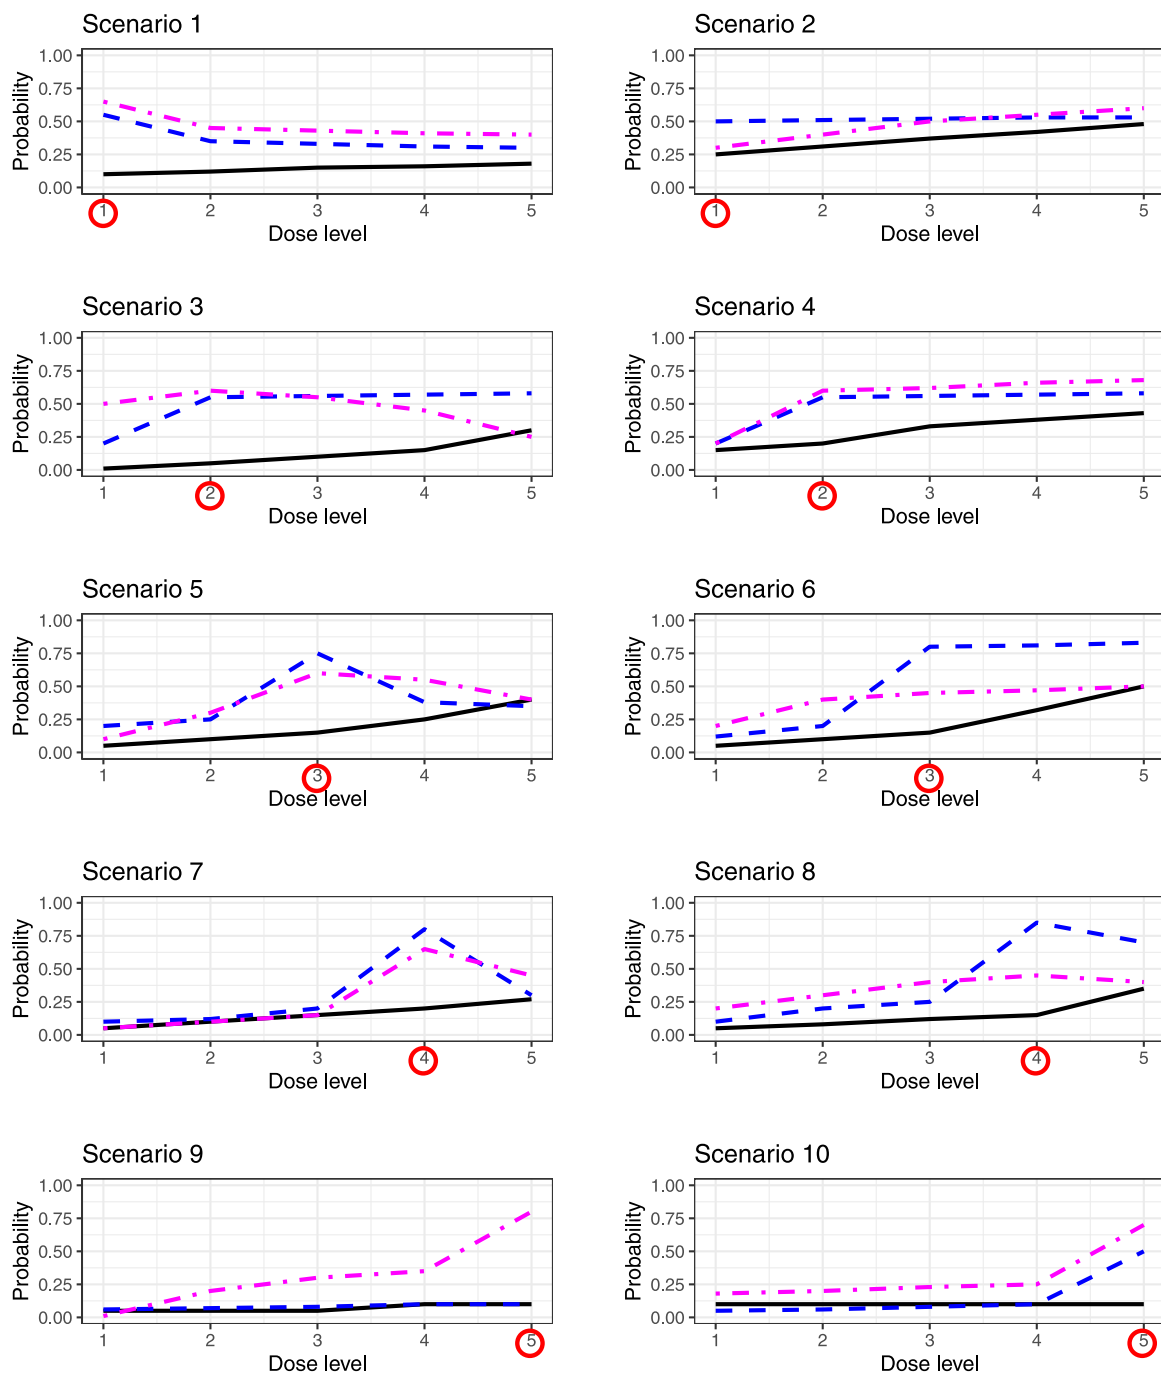 Scenario 1
1.00
0.75
0.50
0.25
0.00
Probability
1 2 3 4 5
Dose level
Scenario 2
1.00
0.75
0.50
0.25
0.00
Probability
1 2 3 4 5
Dose level
Scenario 3
1.00
0.75
0.50
0.25
0.00
Probability
1 2 3 4 5
Dose level
Scenario 4
1.00
0.75
0.50
0.25
0.00
Probability
1 2 3 4 5
Dose level
Scenario 5
1.00
0.75
0.50
0.25
0.00
Probability
1 2 3 4 5
Dose level
Scenario 6
1.00
0.75
0.50
0.25
0.00
Probability
1 2 3 4 5
Dose level
Scenario 7
1.00
0.75
0.50
0.25
0.00
Probability
1 2 3 4 5
Dose level
Scenario 8
1.00
0.75
0.50
0.25
0.00
Probability
1 2 3 4 5
Dose level
Scenario 9
1.00
0.75
0.50
0.25
0.00
Probability
1 2 3 4 5
Dose level
Scenario 10
1.00
0.75
0.50
0.25
0.00
Probability
1 2 3 4 5
Dose level